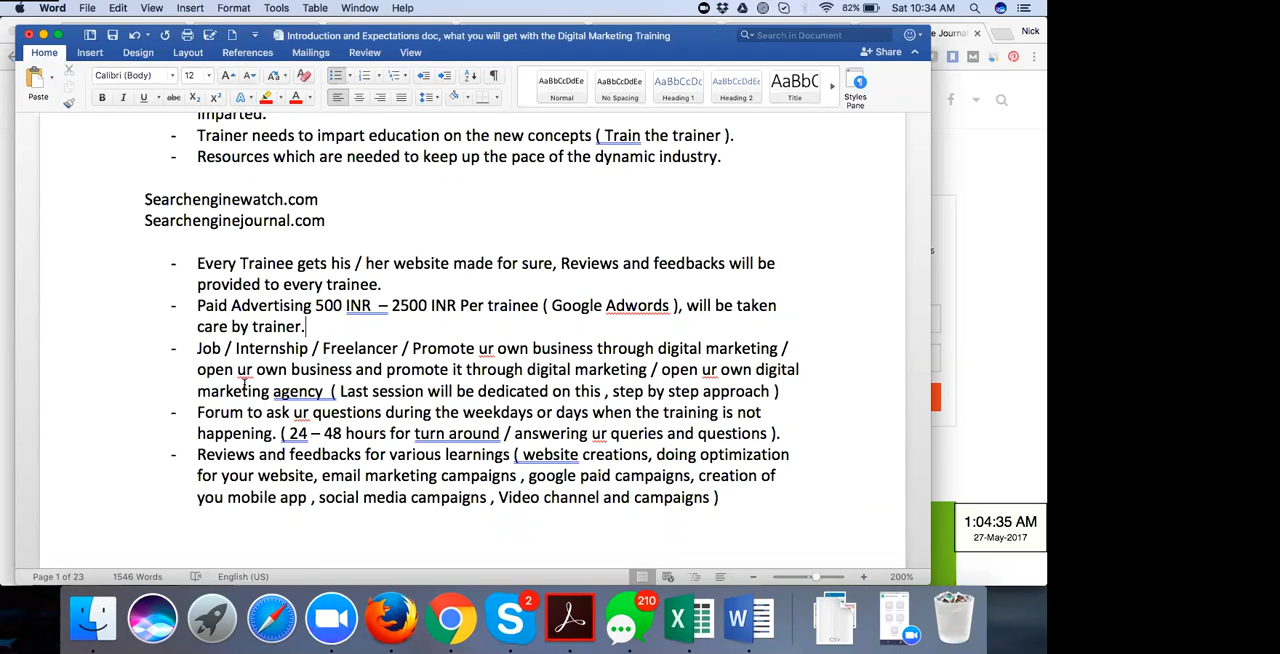 Word File Edit View Insert Format Tools Table Window Help 82% Sat 10:34 AM
Introduction and Expectations doc, what you will get with the Digital Marketing Training Search in Document
e Journal Nick
Home Insert Design Layout References Mailings Review View Share
Calibri (Body) 12
Paste
AaBbCcDdEe AaBbCcDdEe AaBbCcDc AaBbCcDdEe AaBbC
Normal No Spacing Heading 1 Heading 2 Title Styles Pane
imparted.
- Trainer needs to impart education on the new concepts ( Train the trainer ).
- Resources which are needed to keep up the pace of the dynamic industry.
Searchenginewatch.com
Searchenginejournal.com
- Every Trainee gets his / her website made for sure, Reviews and feedbacks will be
provided to every trainee.
- Paid Advertising 500 INR – 2500 INR Per trainee ( Google Adwords ), will be taken
care by trainer.
- Job / Internship / Freelancer / Promote ur own business through digital marketing /
open ur own business and promote it through digital marketing / open ur own digital
marketing agency ( Last session will be dedicated on this , step by step approach )
- Forum to ask ur questions during the weekdays or days when the training is not
happening. ( 24 – 48 hours for turn around / answering ur queries and questions ).
- Reviews and feedbacks for various learnings ( website creations, doing optimization
for your website, email marketing campaigns , google paid campaigns, creation of
you mobile app , social media campaigns , Video channel and campaigns )
1:04:35 AM
27-May-2017
Page 1 of 23 1546 Words English (US) 200%
2 210
CSV